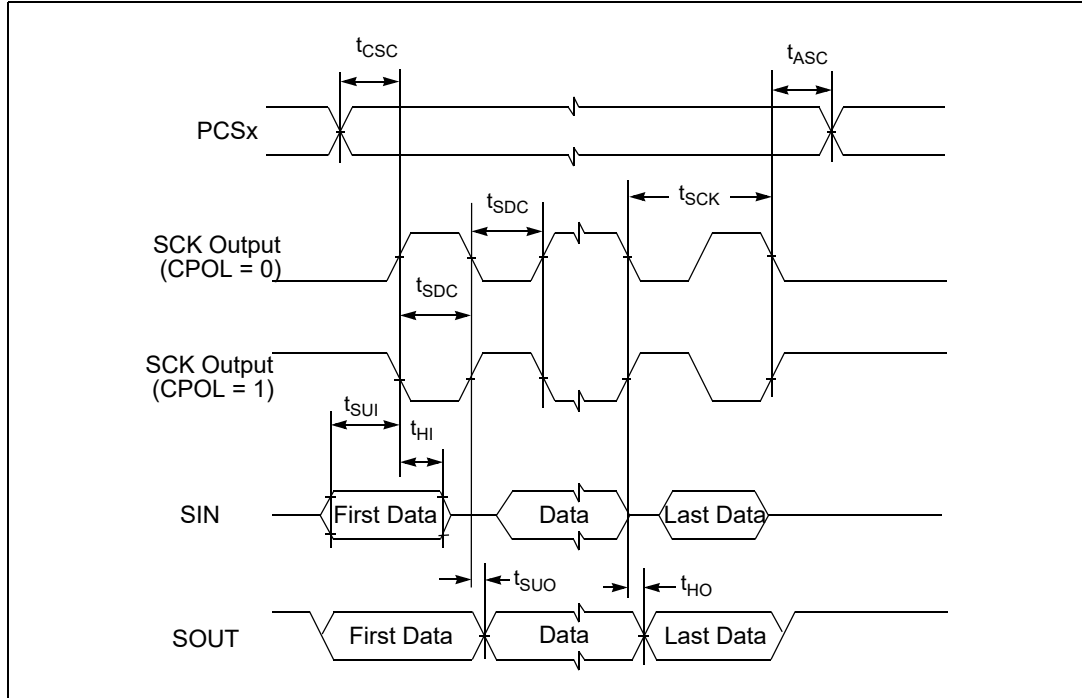 tCSC
tASC
PCSx
tSDC
tSCK
SCK Output
(CPOL = 0)
tSDC
SCK Output
(CPOL = 1)
tSUI
tHI
SIN
First Data
Data
Last Data
tSUO
tHO
SOUT
First Data
Data
Last Data